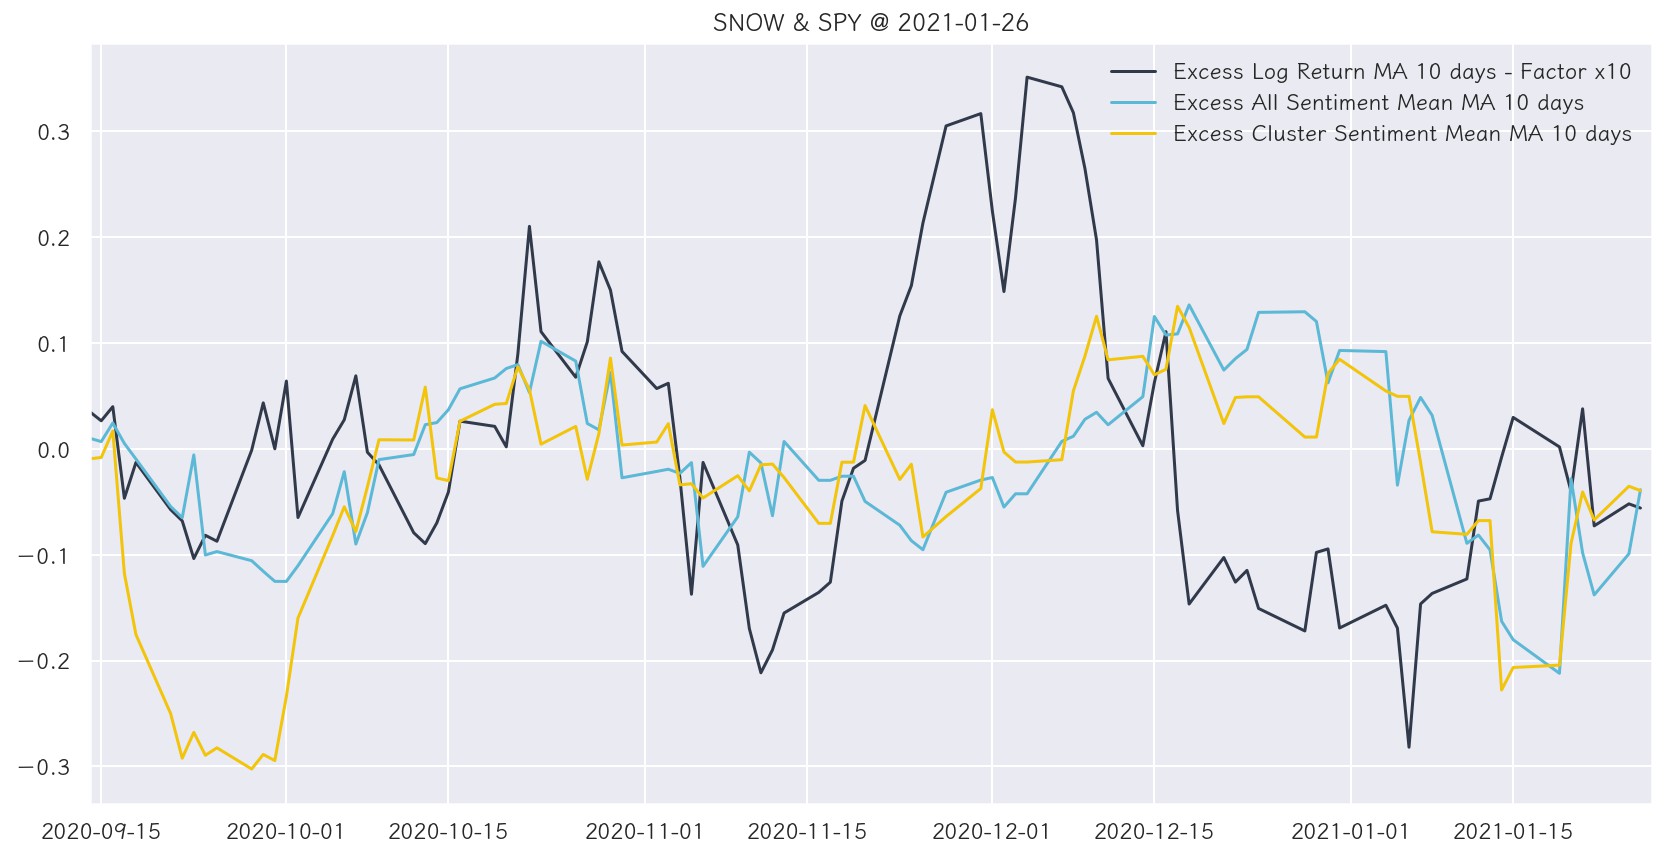 SNOW & SPY @ 2021-01-26
Excess Log Return MA 10 days - Factor x10
Excess All Sentiment Mean MA 10 days
Excess Cluster Sentiment Mean MA 10 days
0.3
0.2
0.1
0.0
−0.1
−0.2
−0.3
2020-09-15 2020-10-01 2020-10-15 2020-11-01 2020-11-15 2020-12-01 2020-12-15 2021-01-01 2021-01-15